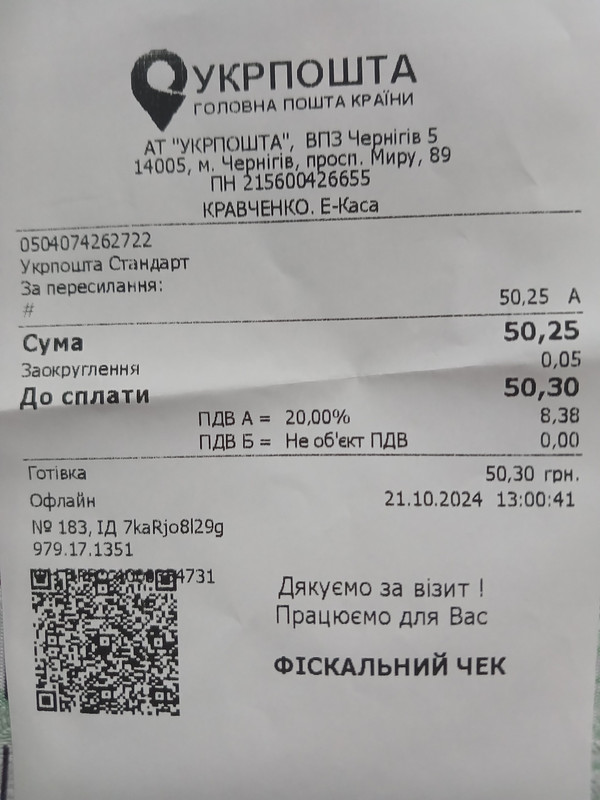 УКРПОШТА
ГОЛОВНА ПОШТА КРАЇНИ
АТ "УКРПОШТА", ВПЗ Чернігів 5
14005, м. Чернігів, просп. Миру, 89
ПН 215600426655
КРАВЧЕНКО. Е-Каса
0504074262722
Укрпошта Стандарт
За пересилання:
# 50,25 А
Сума 50,25
Заокруглення 0,05
До сплати 50,30
ПДВ А = 20,00% 8,38
ПДВ Б = Не об'єкт ПДВ 0,00
Готівка 50,30 грн.
Офлайн 21.10.2024 13:00:41
№ 183, ІД 7kaRjo8l29g
979.17.1351
Дякуємо за візит !
Працюємо для Вас
ФІСКАЛЬНИЙ ЧЕК